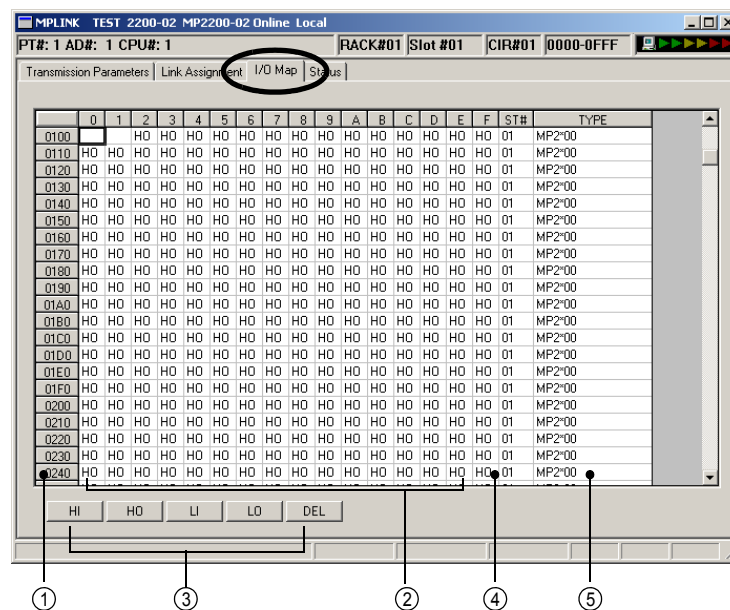 MPLINK TEST 2200-02 MP2200-02 Online Local
PT#: 1 AD#: 1 CPU#: 1 RACK#01 Slot #01 CIR#01 0000-0FFF
Transmission Parameters Link Assignment I/O Map Status
0 1 2 3 4 5 6 7 8 9 A B C D E F ST# TYPE
0100 HO HO HO HO HO HO HO HO HO HO HO HO HO HO 01 MP2*00
0110 HO HO HO HO HO HO HO HO HO HO HO HO HO HO HO HO 01 MP2*00
0120 HO HO HO HO HO HO HO HO HO HO HO HO HO HO HO HO 01 MP2*00
0130 HO HO HO HO HO HO HO HO HO HO HO HO HO HO HO HO 01 MP2*00
0140 HO HO HO HO HO HO HO HO HO HO HO HO HO HO HO HO 01 MP2*00
0150 HO HO HO HO HO HO HO HO HO HO HO HO HO HO HO HO 01 MP2*00
0160 HO HO HO HO HO HO HO HO HO HO HO HO HO HO HO HO 01 MP2*00
0170 HO HO HO HO HO HO HO HO HO HO HO HO HO HO HO HO 01 MP2*00
0180 HO HO HO HO HO HO HO HO HO HO HO HO HO HO HO HO 01 MP2*00
0190 HO HO HO HO HO HO HO HO HO HO HO HO HO HO HO HO 01 MP2*00
01A0 HO HO HO HO HO HO HO HO HO HO HO HO HO HO HO HO 01 MP2*00
01B0 HO HO HO HO HO HO HO HO HO HO HO HO HO HO HO HO 01 MP2*00
01C0 HO HO HO HO HO HO HO HO HO HO HO HO HO HO HO HO 01 MP2*00
01D0 HO HO HO HO HO HO HO HO HO HO HO HO HO HO HO HO 01 MP2*00
01E0 HO HO HO HO HO HO HO HO HO HO HO HO HO HO HO HO 01 MP2*00
01F0 HO HO HO HO HO HO HO HO HO HO HO HO HO HO HO HO 01 MP2*00
0200 HO HO HO HO HO HO HO HO HO HO HO HO HO HO HO HO 01 MP2*00
0210 HO HO HO HO HO HO HO HO HO HO HO HO HO HO HO HO 01 MP2*00
0220 HO HO HO HO HO HO HO HO HO HO HO HO HO HO HO HO 01 MP2*00
0230 HO HO HO HO HO HO HO HO HO HO HO HO HO HO HO HO 01 MP2*00
0240 HO HO HO HO HO HO HO HO HO HO HO HO HO HO HO HO 01 MP2*00
HI HO LI LO DEL
① ③ ② ④ ⑤